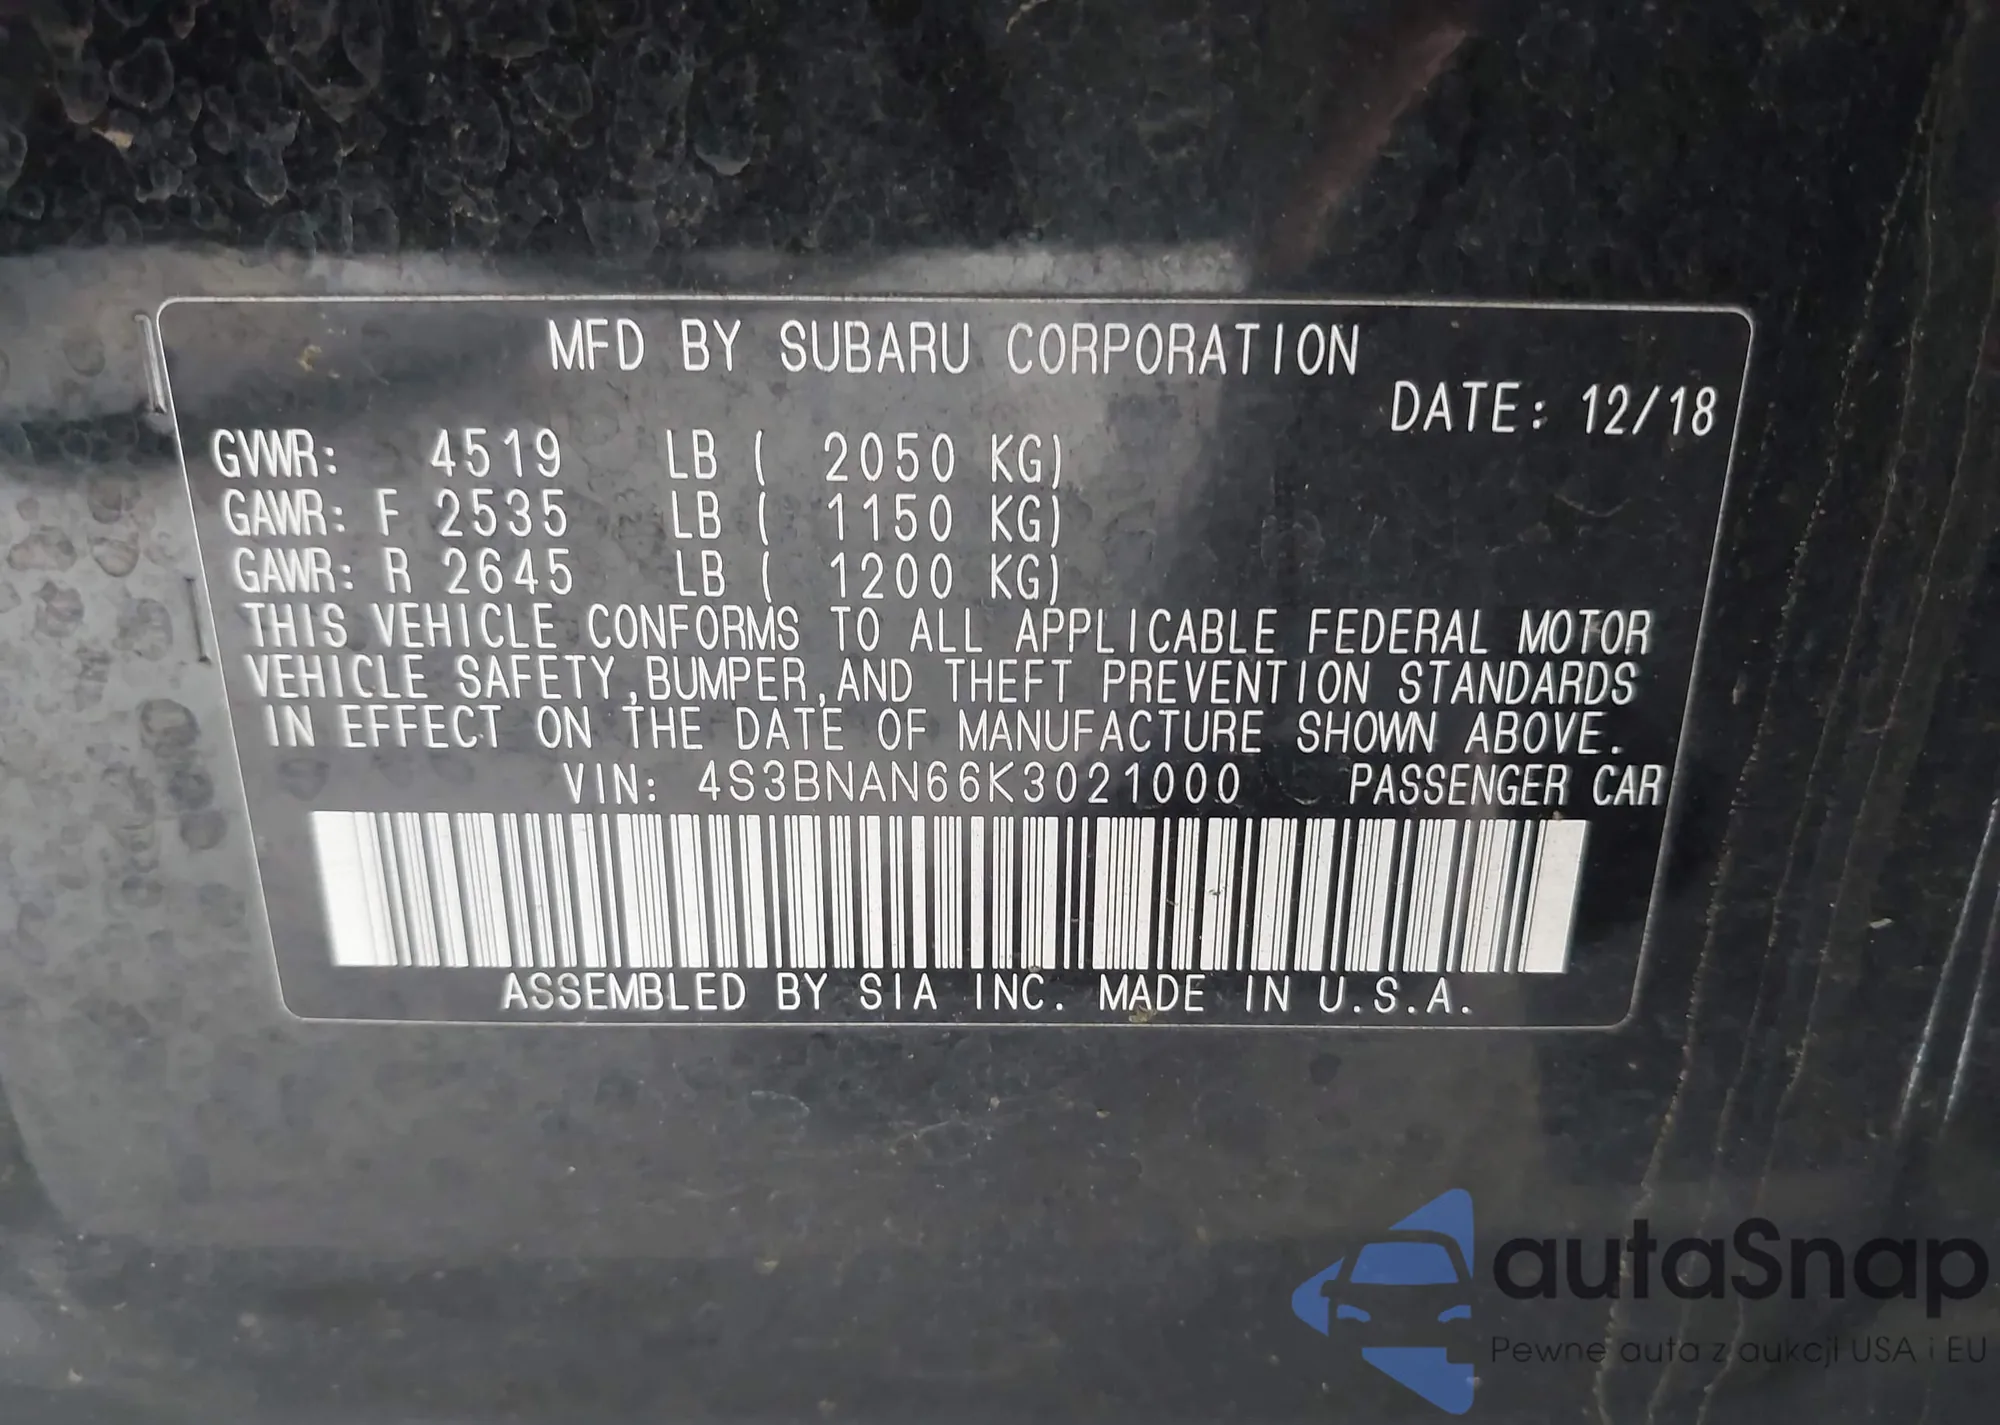 MFD BY SUBARU CORPORATION
DATE: 12/18
GVWR: 4519 LB ( 2050 KG)
GAWR: F 2535 LB ( 1150 KG)
GAWR: R 2645 LB ( 1200 KG)
THIS VEHICLE CONFORMS TO ALL APPLICABLE FEDERAL MOTOR
VEHICLE SAFETY,BUMPER,AND THEFT PREVENTION STANDARDS
IN EFFECT ON THE DATE OF MANUFACTURE SHOWN ABOVE.
VIN: 4S3BNAN66K3021000 PASSENGER CAR
ASSEMBLED BY SIA INC. MADE IN U.S.A.
autaSnap
Pewne auta z aukcji USA i EU